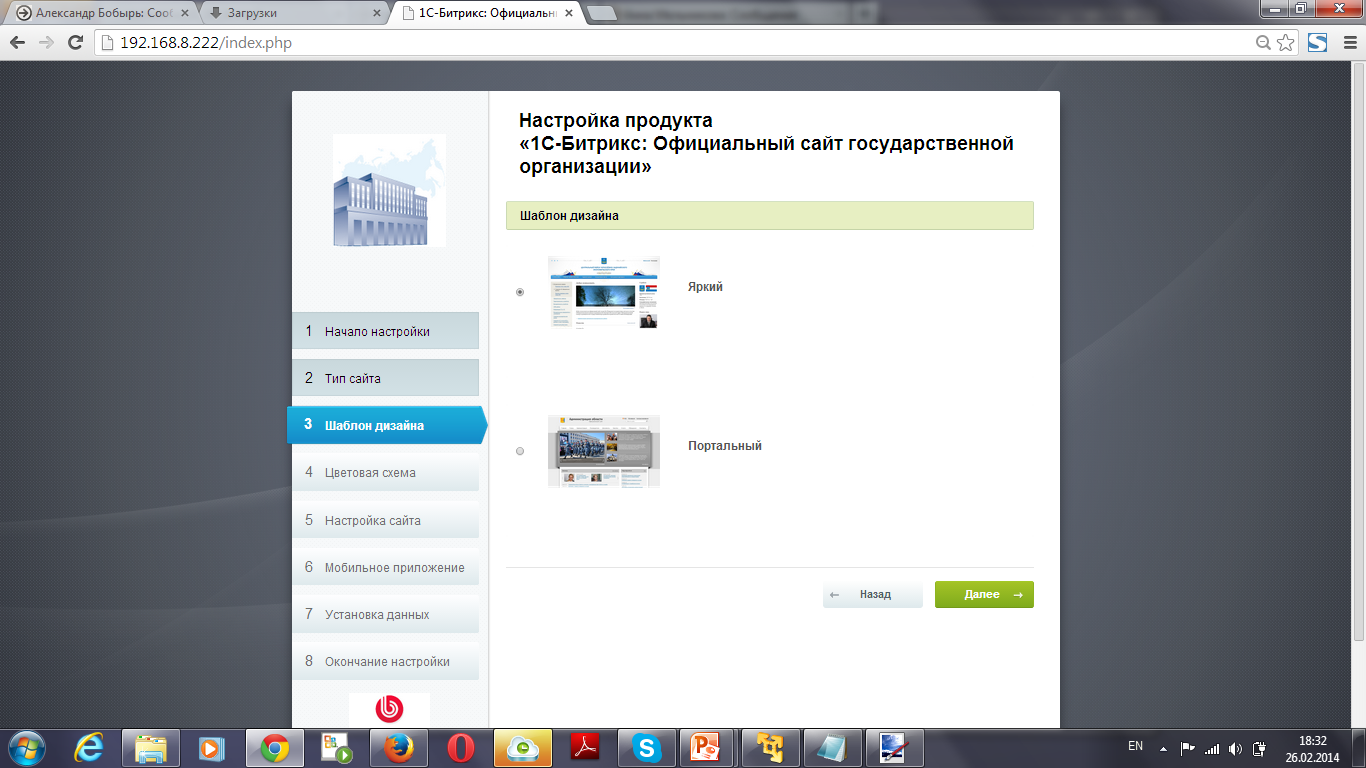 Александр Бобырь: Сооб
Загрузки
1С-Битрикс: Официальн
192.168.8.222/index.php
Настройка продукта
«1С-Битрикс: Официальный сайт государственной
организации»
Шаблон дизайна
Яркий
Портальный
1 Начало настройки
2 Тип сайта
3 Шаблон дизайна
4 Цветовая схема
5 Настройка сайта
6 Мобильное приложение
7 Установка данных
8 Окончание настройки
Назад
Далее
EN
18:32
26.02.2014